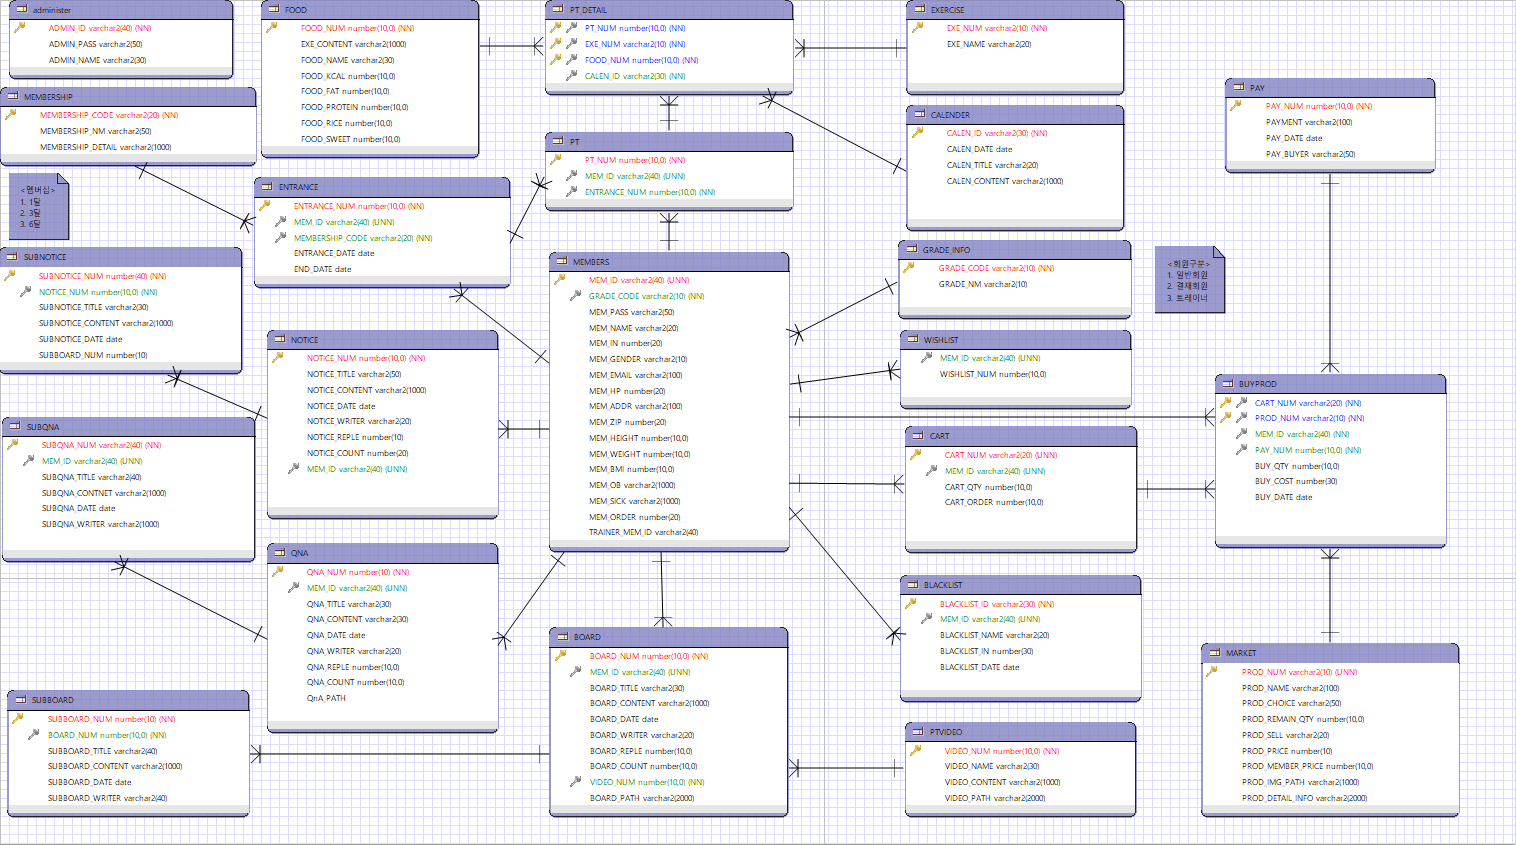 administer
ADMIN_ID varchar2(40) (NN)
ADMIN_PASS varchar2(50)
ADMIN_NAME varchar2(30)
FOOD
FOOD_NUM number(10,0) (NN)
EXE_CONTENT varchar2(1000)
FOOD_NAME varchar2(30)
FOOD_KCAL number(10,0)
FOOD_FAT number(10,0)
FOOD_PROTEIN number(10,0)
FOOD_RICE number(10,0)
FOOD_SWEET number(10,0)
PT_DETAIL
PT_NUM number(10,0) (NN)
EXE_NUM varchar2(10) (NN)
FOOD_NUM number(10,0) (NN)
CALEN_ID varchar2(30) (NN)
EXERCISE
EXE_NUM varchar2(10) (NN)
EXE_NAME varchar2(20)
MEMBERSHIP
MEMBERSHIP_CODE varchar2(20) (NN)
MEMBERSHIP_NM varchar2(50)
MEMBERSHIP_DETAIL varchar2(1000)
PAY
PAY_NUM number(10,0) (NN)
PAYMENT varchar2(100)
PAY_DATE date
PAY_BUYER varchar2(50)
CALENDER
CALEN_ID varchar2(30) (NN)
CALEN_DATE date
CALEN_TITLE varchar2(20)
CALEN_CONTENT varchar2(1000)
PT
PT_NUM number(10,0) (NN)
MEM_ID varchar2(40) (UNN)
ENTRANCE_NUM number(10,0) (NN)
<멤버십>
1. 1달
2. 3달
3. 6달
ENTRANCE
ENTRANCE_NUM number(10,0) (NN)
MEM_ID varchar2(40) (UNN)
MEMBERSHIP_CODE varchar2(20) (NN)
ENTRANCE_DATE date
END_DATE date
SUBNOTICE
SUBNOTICE_NUM number(40) (NN)
NOTICE_NUM number(10,0) (NN)
SUBNOTICE_TITLE varchar2(30)
SUBNOTICE_CONTENT varchar2(1000)
SUBNOTICE_DATE date
SUBBOARD_NUM number(10)
MEMBERS
MEM_ID varchar2(40) (UNN)
GRADE_CODE varchar2(10) (NN)
MEM_PASS varchar2(50)
MEM_NAME varchar2(20)
MEM_IN number(20)
MEM_GENDER varchar2(10)
MEM_EMAIL varchar2(100)
MEM_HP number(20)
MEM_ADDR varchar2(100)
MEM_ZIP number(20)
MEM_HEIGHT number(10,0)
MEM_WEIGHT number(10,0)
MEM_BMI number(10,0)
MEM_OB varchar2(1000)
MEM_SICK varchar2(1000)
MEM_ORDER number(20)
TRAINER_MEM_ID varchar2(40)
GRADE_INFO
GRADE_CODE varchar2(10) (NN)
GRADE_NM varchar2(10)
<회원구분>
1. 일반회원
2. 결재회원
3. 트레이너
NOTICE
NOTICE_NUM number(10,0) (NN)
NOTICE_TITLE varchar2(50)
NOTICE_CONTENT varchar2(1000)
NOTICE_DATE date
NOTICE_WRITER varchar2(20)
NOTICE_REPLE number(10)
NOTICE_COUNT number(20)
MEM_ID varchar2(40) (UNN)
WISHLIST
MEM_ID varchar2(40) (UNN)
WISHLIST_NUM number(10,0)
BUYPROD
CART_NUM varchar2(20) (NN)
PROD_NUM varchar2(10) (NN)
MEM_ID varchar2(40) (NN)
PAY_NUM number(10,0) (NN)
BUY_QTY number(10,0)
BUY_COST number(30)
BUY_DATE date
SUBQNA
SUBQNA_NUM varchar2(40) (NN)
MEM_ID varchar2(40) (UNN)
SUBQNA_TITLE varchar2(40)
SUBQNA_CONTNET varchar2(1000)
SUBQNA_DATE date
SUBQNA_WRITER varchar2(1000)
CART
CART_NUM varchar2(20) (UNN)
MEM_ID varchar2(40) (UNN)
CART_QTY number(10,0)
CART_ORDER number(10,0)
QNA
QNA_NUM number(10) (NN)
MEM_ID varchar2(40) (UNN)
QNA_TITLE varchar2(30)
QNA_CONTENT varchar2(30)
QNA_DATE date
QNA_WRITER varchar2(20)
QNA_REPLE number(10,0)
QNA_COUNT number(10,0)
QnA_PATH
BLACKLIST
BLACKLIST_ID varchar2(30) (NN)
MEM_ID varchar2(40) (UNN)
BLACKLIST_NAME varchar2(20)
BLACKLIST_IN number(30)
BLACKLIST_DATE date
BOARD
BOARD_NUM number(10,0) (NN)
MEM_ID varchar2(40) (UNN)
BOARD_TITLE varchar2(30)
BOARD_CONTENT varchar2(1000)
BOARD_DATE date
BOARD_WRITER varchar2(20)
BOARD_REPLE number(10,0)
BOARD_COUNT number(10,0)
VIDEO_NUM number(10,0) (NN)
BOARD_PATH varchar2(2000)
MARKET
PROD_NUM varchar2(10) (UNN)
PROD_NAME varchar2(100)
PROD_CHOICE varchar2(50)
PROD_REMAIN_QTY number(10,0)
PROD_SELL varchar2(20)
PROD_PRICE number(10)
PROD_MEMBER_PRICE number(10,0)
PROD_IMG_PATH varchar2(1000)
PROD_DETAIL_INFO varchar2(2000)
SUBBOARD
SUBBOARD_NUM number(10) (NN)
BOARD_NUM number(10,0) (NN)
SUBBOARD_TITLE varchar2(40)
SUBBOARD_CONTENT varchar2(1000)
SUBBOARD_DATE date
SUBBOARD_WRITER varchar2(40)
PTVIDEO
VIDEO_NUM number(10,0) (NN)
VIDEO_NAME varchar2(30)
VIDEO_CONTENT varchar2(1000)
VIDEO_PATH varchar2(2000)